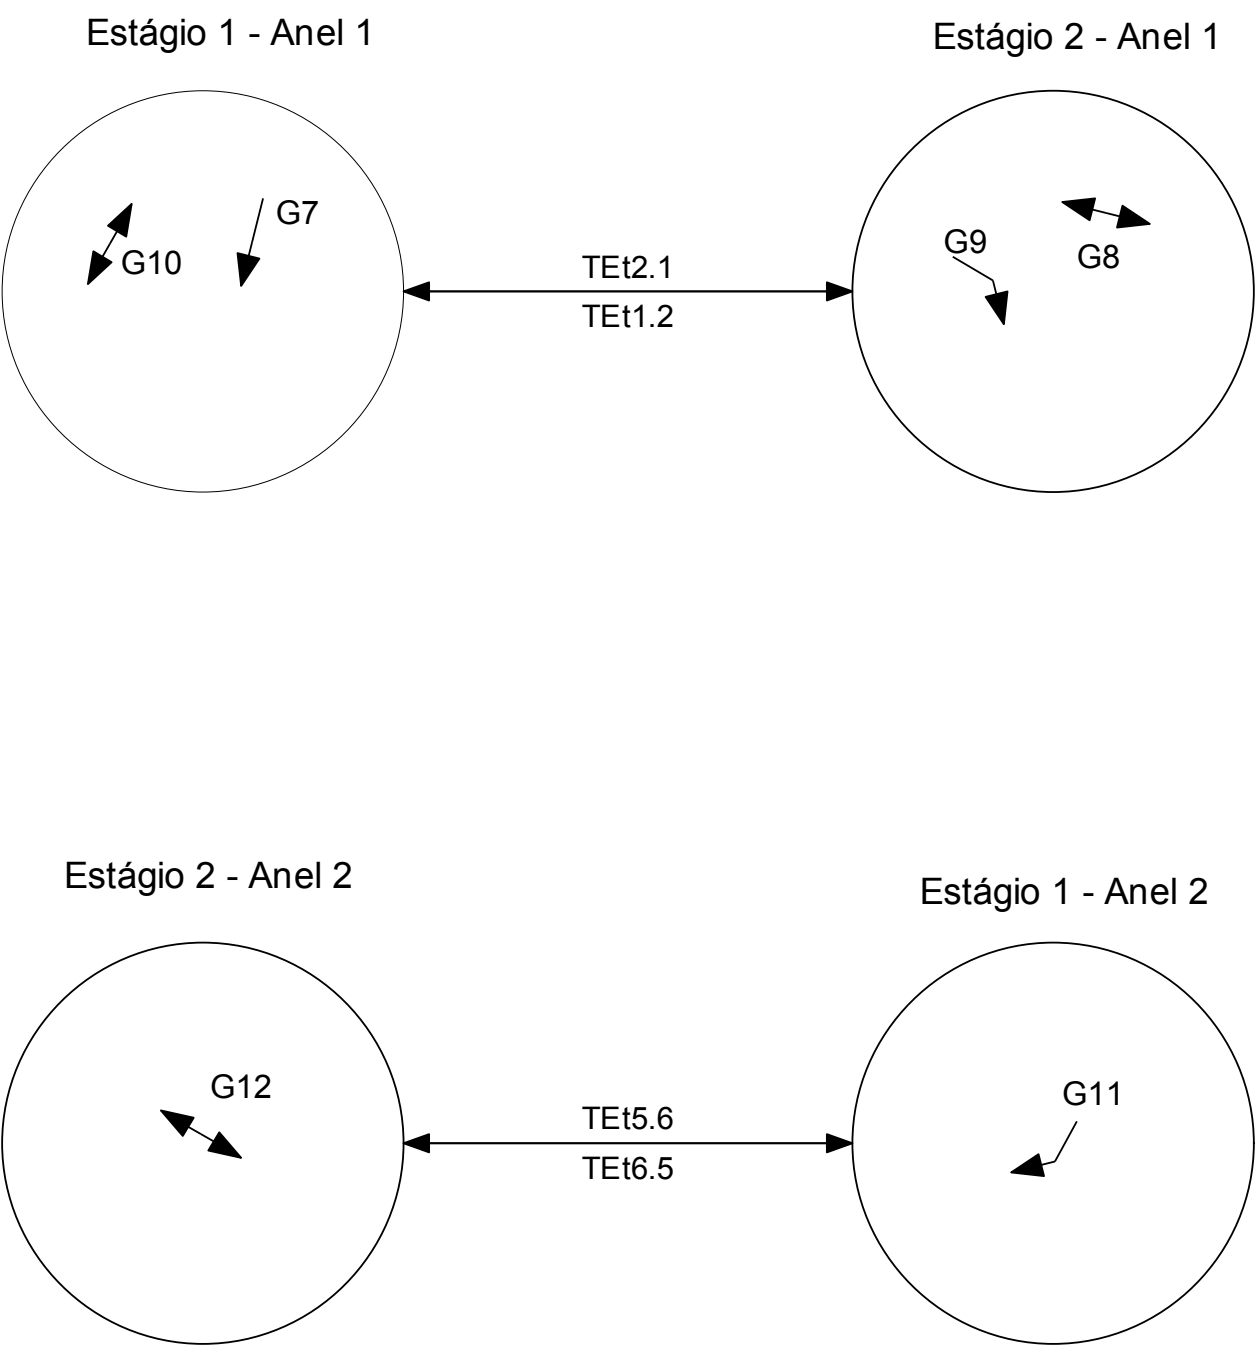 Estágio 1 - Anel 1
Estágio 2 - Anel 1
G7
G10
G9
G8
TEt2.1
TEt1.2
Estágio 2 - Anel 2
Estágio 1 - Anel 2
G12
G11
TEt5.6
TEt6.5